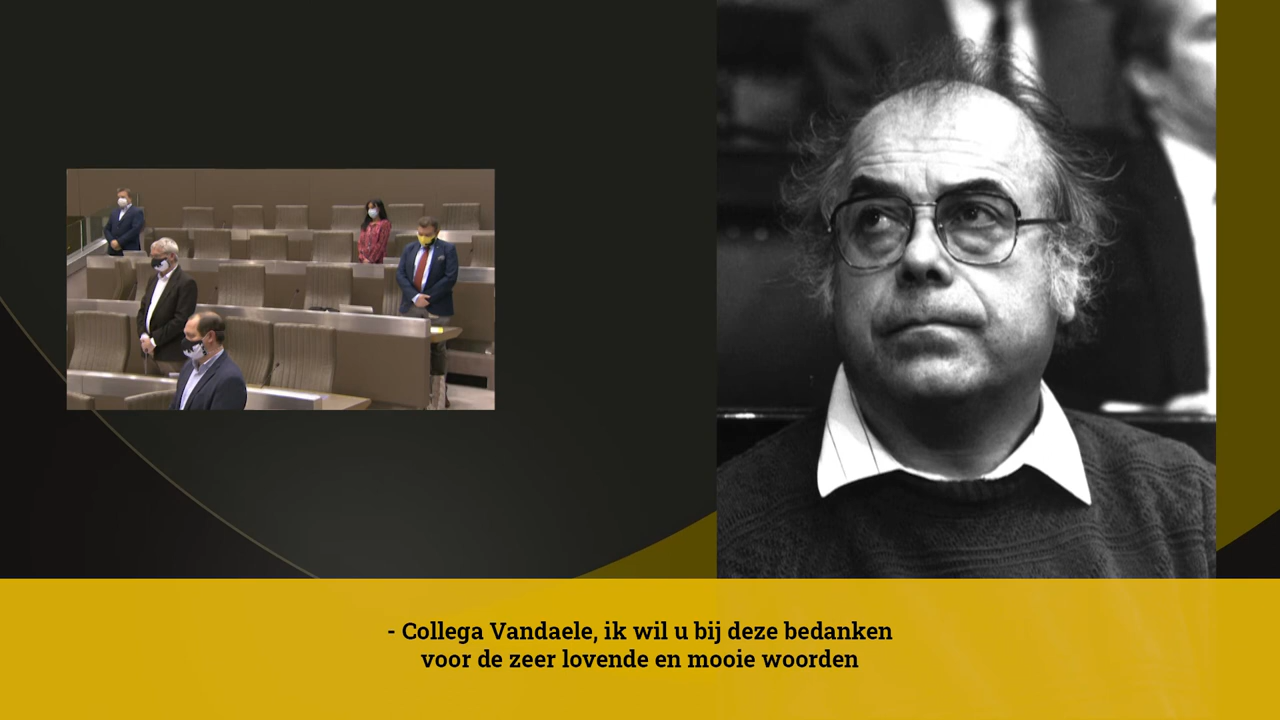 - Collega Vandaele, ik wil u bij deze bedanken
voor de zeer lovende en mooie woorden